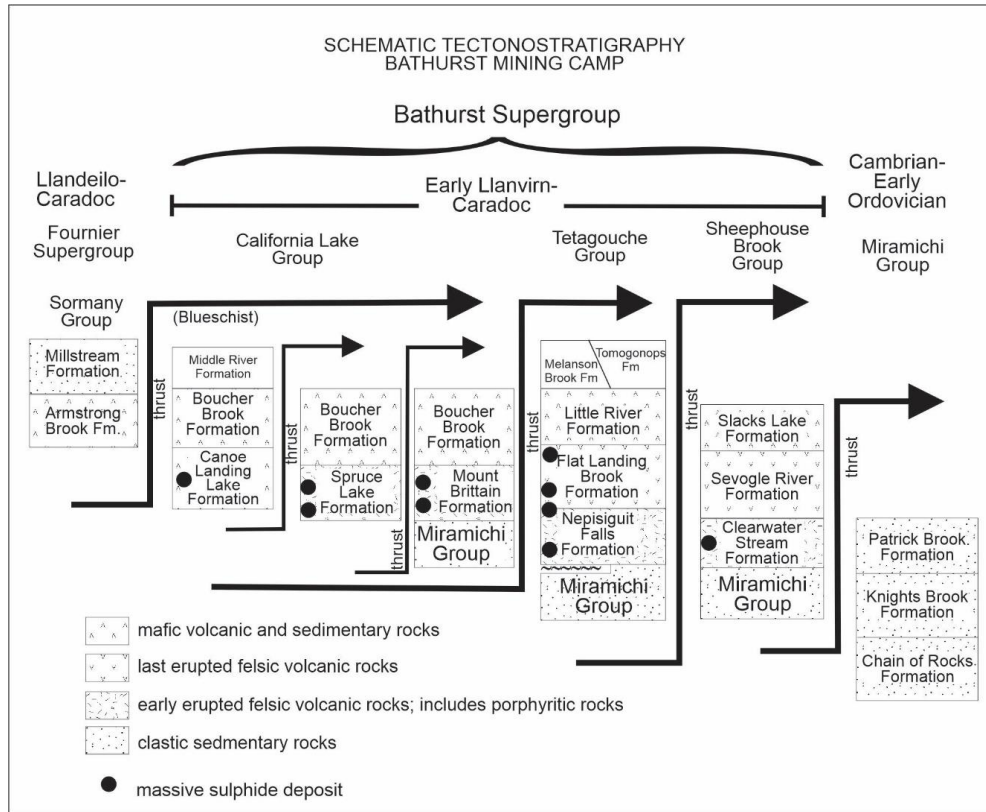 SCHEMATIC TECTONOSTRATIGRAPHY
BATHURST MINING CAMP
Bathurst Supergroup
Llandeilo-
Caradoc
Early Llanvirn-
Caradoc
Cambrian-
Early
Ordovician
Fournier
Supergroup
California Lake
Group
Tetagouche
Group
Sheephouse
Brook
Group
Miramichi
Group
Sormany
Group
(Blueschist)
Millstream
Formation
Armstrong
Brook Fm.
thrust
Middle River
Formation
Boucher
Brook
Formation
Canoe
Landing
Lake
Formation
thrust
Boucher
Brook
Formation
Spruce
Lake
Formation
thrust
Boucher
Brook
Formation
Mount
Brittain
Formation
Miramichi
Group
thrust
Melanson
Brook Fm
Tomogonops
Fm
Little River
Formation
Flat Landing
Brook
Formation
Nepisiguit
Falls
Formation
Miramichi
Group
thrust
Slacks Lake
Formation
Sevogle River
Formation
Clearwater
Stream
Formation
Miramichi
Group
thrust
Patrick Brook
Formation
Knights Brook
Formation
Chain of Rocks
Formation
mafic volcanic and sedimentary rocks
last erupted felsic volcanic rocks
early erupted felsic volcanic rocks; includes porphyritic rocks
clastic sedimentary rocks
massive sulphide deposit